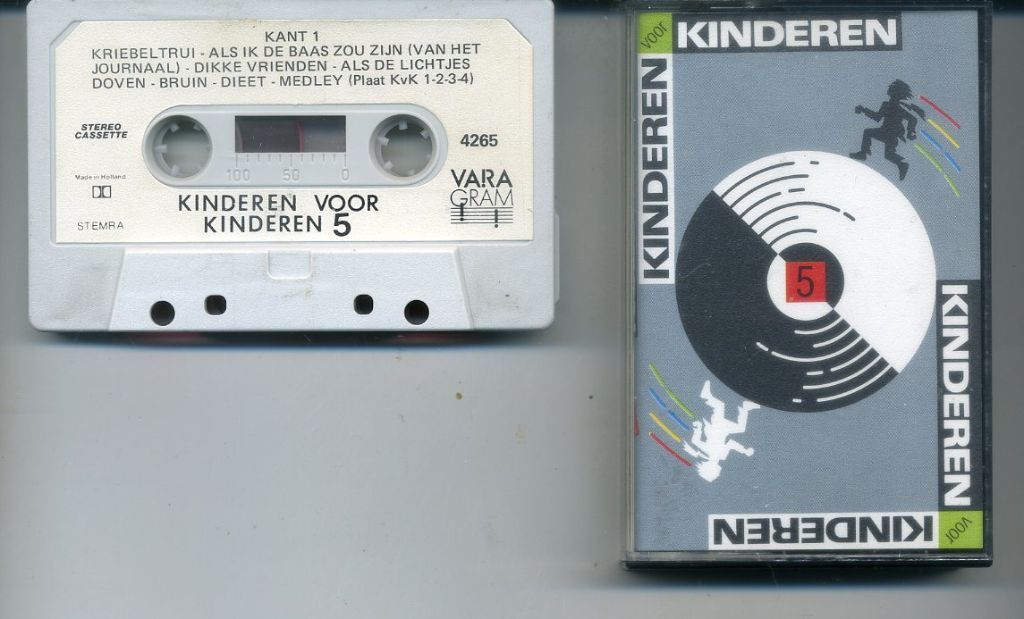 KANT 1
KRIEBELTRUI - ALS IK DE BAAS ZOU ZIJN (VAN HET
JOURNAAL) - DIKKE VRIENDEN - ALS DE LICHTJES
DOVEN - BRUIN - DIEET - MEDLEY (Plaat KvK 1-2-3-4)
STEREO
CASSETTE
4265
100 50 0
Made in Holland
VARA
GRAM
STEMRA
KINDEREN VOOR
KINDEREN 5
voor KINDEREN
KINDEREN
5
KINDEREN
voor
KINDEREN